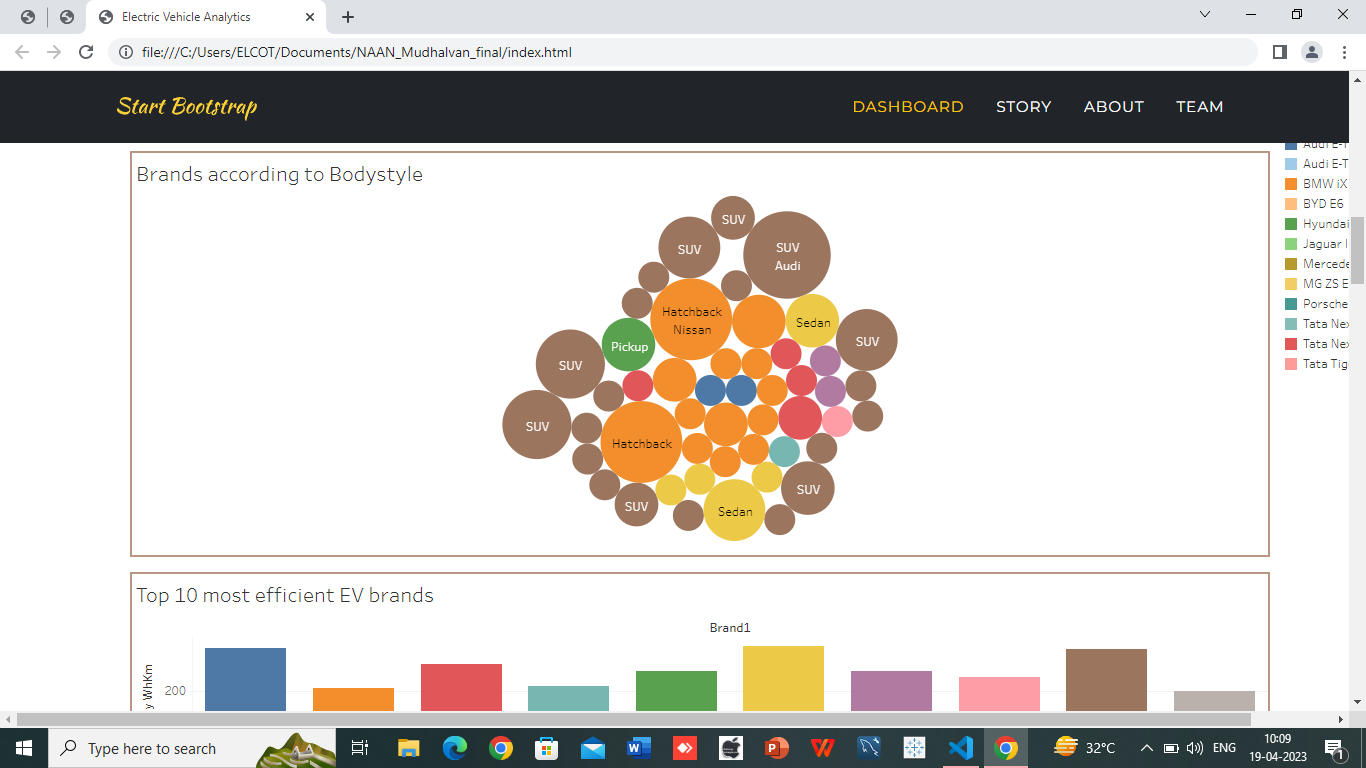 Electric Vehicle Analytics
file:///C:/Users/ELCOT/Documents/NAAN_Mudhalvan_final/index.html
Start Bootstrap
DASHBOARD STORY ABOUT TEAM
Brands according to Bodystyle
SUV
SUV
SUV
Audi
Hatchback
Nissan
Sedan
Pickup
SUV
SUV
SUV
Hatchback
SUV
SUV
Sedan
Audi E-T
Audi E-T
BMW iX
BYD E6
Hyundai
Jaguar I
Mercede
MG ZS E
Porsche
Tata Nex
Tata Nex
Tata Tig
Top 10 most efficient EV brands
Brand1
y WhKm
200
Type here to search
32°C
ENG
10:09
19-04-2023
1